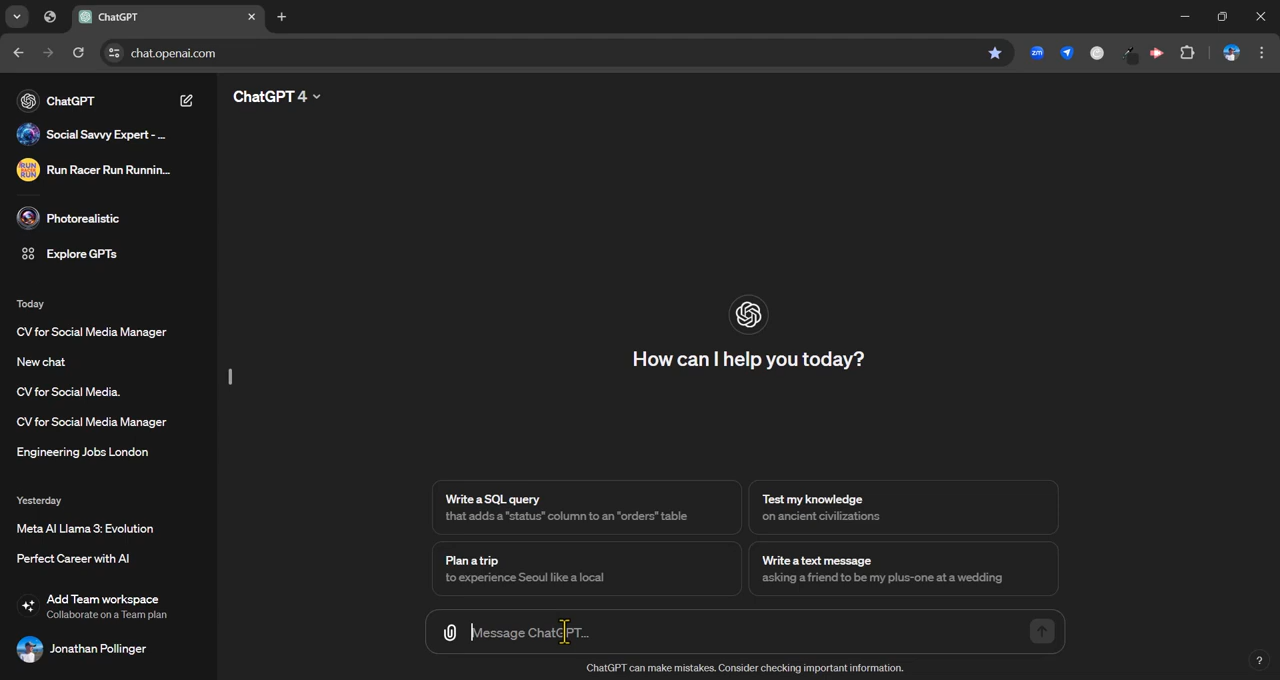 ChatGPT
chat.openai.com
zm
ChatGPT
Social Savvy Expert - ...
RUN RACER RUN
Run Racer Run Runnin...
Photorealistic
Explore GPTs
Today
CV for Social Media Manager
New chat
CV for Social Media.
CV for Social Media Manager
Engineering Jobs London
Yesterday
Meta AI Llama 3: Evolution
Perfect Career with AI
Add Team workspace
Collaborate on a Team plan
Jonathan Pollinger
ChatGPT 4
How can I help you today?
Write a SQL query
that adds a "status" column to an "orders" table
Test my knowledge
on ancient civilizations
Plan a trip
to experience Seoul like a local
Write a text message
asking a friend to be my plus-one at a wedding
Message ChatGPT...
ChatGPT can make mistakes. Consider checking important information.
?